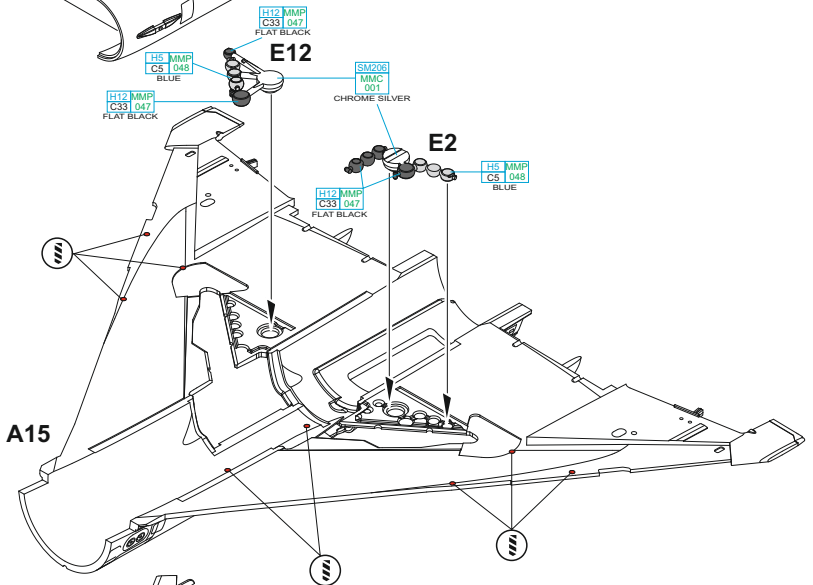 H12 MMP
C33 047
FLAT BLACK
E12
H5 MMP
C5 048
BLUE
SM206
MMC
001
CHROME SILVER
H12 MMP
C33 047
FLAT BLACK
E2
H5 MMP
C5 048
BLUE
H12 MMP
C33 047
FLAT BLACK
A15